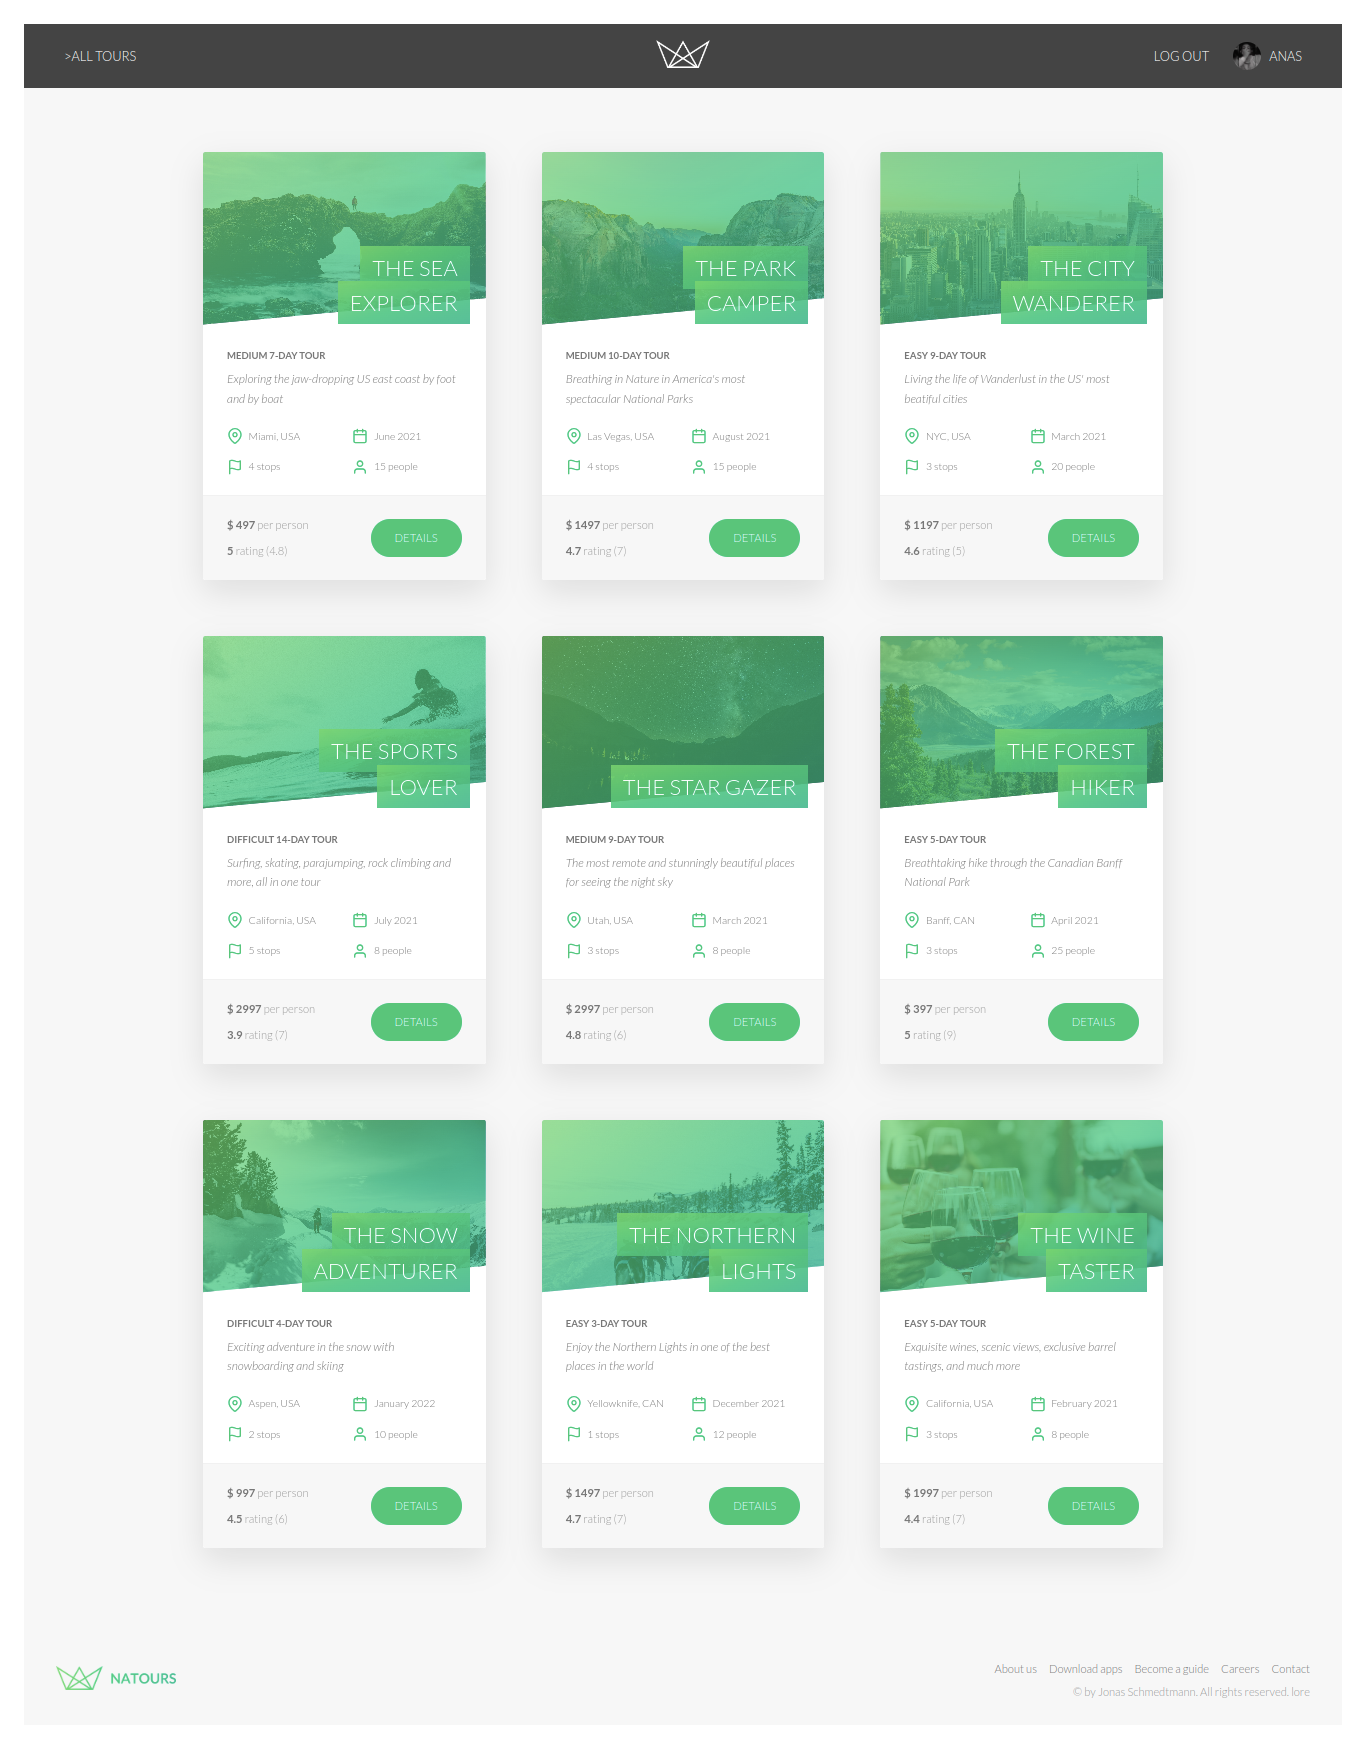 >ALL TOURS
LOG OUT
ANAS
THE SEA
EXPLORER
MEDIUM 7-DAY TOUR
Exploring the jaw-dropping US east coast by foot
and by boat
Miami, USA
June 2021
4 stops
15 people
$ 497 per person
5 rating (4.8)
DETAILS
THE PARK
CAMPER
MEDIUM 10-DAY TOUR
Breathing in Nature in America's most
spectacular National Parks
Las Vegas, USA
August 2021
4 stops
15 people
$ 1497 per person
4.7 rating (7)
DETAILS
THE CITY
WANDERER
EASY 9-DAY TOUR
Living the life of Wanderlust in the US' most
beatiful cities
NYC, USA
March 2021
3 stops
20 people
$ 1197 per person
4.6 rating (5)
DETAILS
THE SPORTS
LOVER
DIFFICULT 14-DAY TOUR
Surfing, skating, parajumping, rock climbing and
more, all in one tour
California, USA
July 2021
5 stops
8 people
$ 2997 per person
3.9 rating (7)
DETAILS
THE STAR GAZER
MEDIUM 9-DAY TOUR
The most remote and stunningly beautiful places
for seeing the night sky
Utah, USA
March 2021
3 stops
8 people
$ 2997 per person
4.8 rating (6)
DETAILS
THE FOREST
HIKER
EASY 5-DAY TOUR
Breathtaking hike through the Canadian Banff
National Park
Banff, CAN
April 2021
3 stops
25 people
$ 397 per person
5 rating (9)
DETAILS
THE SNOW
ADVENTURER
DIFFICULT 4-DAY TOUR
Exciting adventure in the snow with
snowboarding and skiing
Aspen, USA
January 2022
2 stops
10 people
$ 997 per person
4.5 rating (6)
DETAILS
THE NORTHERN
LIGHTS
EASY 3-DAY TOUR
Enjoy the Northern Lights in one of the best
places in the world
Yellowknife, CAN
December 2021
1 stops
12 people
$ 1497 per person
4.7 rating (7)
DETAILS
THE WINE
TASTER
EASY 5-DAY TOUR
Exquisite wines, scenic views, exclusive barrel
tastings, and much more
California, USA
February 2021
3 stops
8 people
$ 1997 per person
4.4 rating (7)
DETAILS
NATOURS
About us Download apps Become a guide Careers Contact
© by Jonas Schmedtmann. All rights reserved. lore